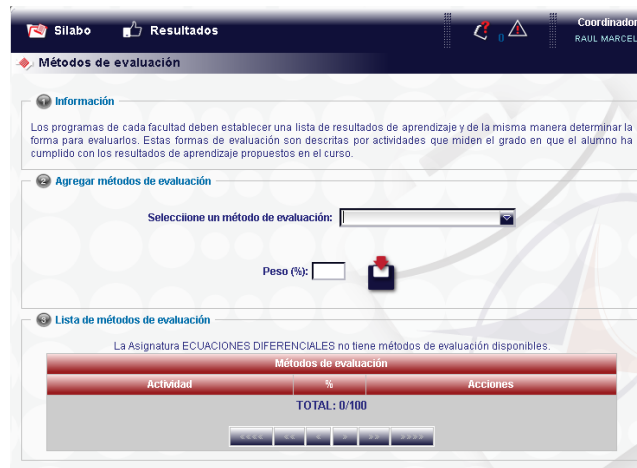 Silabo Resultados 0 Coordinador
RAUL MARCEL
Métodos de evaluación
1 Información
Los programas de cada facultad deben establecer una lista de resultados de aprendizaje y de la misma manera determinar la
forma para evaluarlos. Estas formas de evaluación son descritas por actividades que miden el grado en que el alumno ha
cumplido con los resultados de aprendizaje propuestos en el curso.
2 Agregar métodos de evaluación
Selecciione un método de evaluación:
Peso (%):
3 Lista de métodos de evaluación
La Asignatura ECUACIONES DIFERENCIALES no tiene métodos de evaluación disponibles.
Métodos de evaluación
Actividad % Acciones
TOTAL: 0/100
<<<< << < > >> >>>>